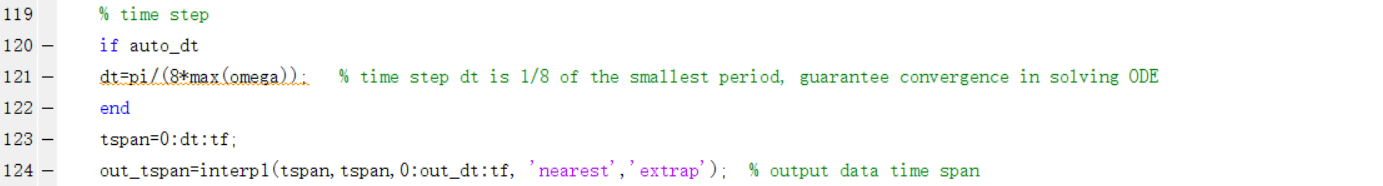 119 % time step
120 – if auto_dt
121 – dt=pi/(8*max(omega)); % time step dt is 1/8 of the smallest period, guarantee convergence in solving ODE
122 – end
123 – tspan=0:dt:tf;
124 – out_tspan=interp1(tspan,tspan,0:out_dt:tf, 'nearest','extrap'); % output data time span